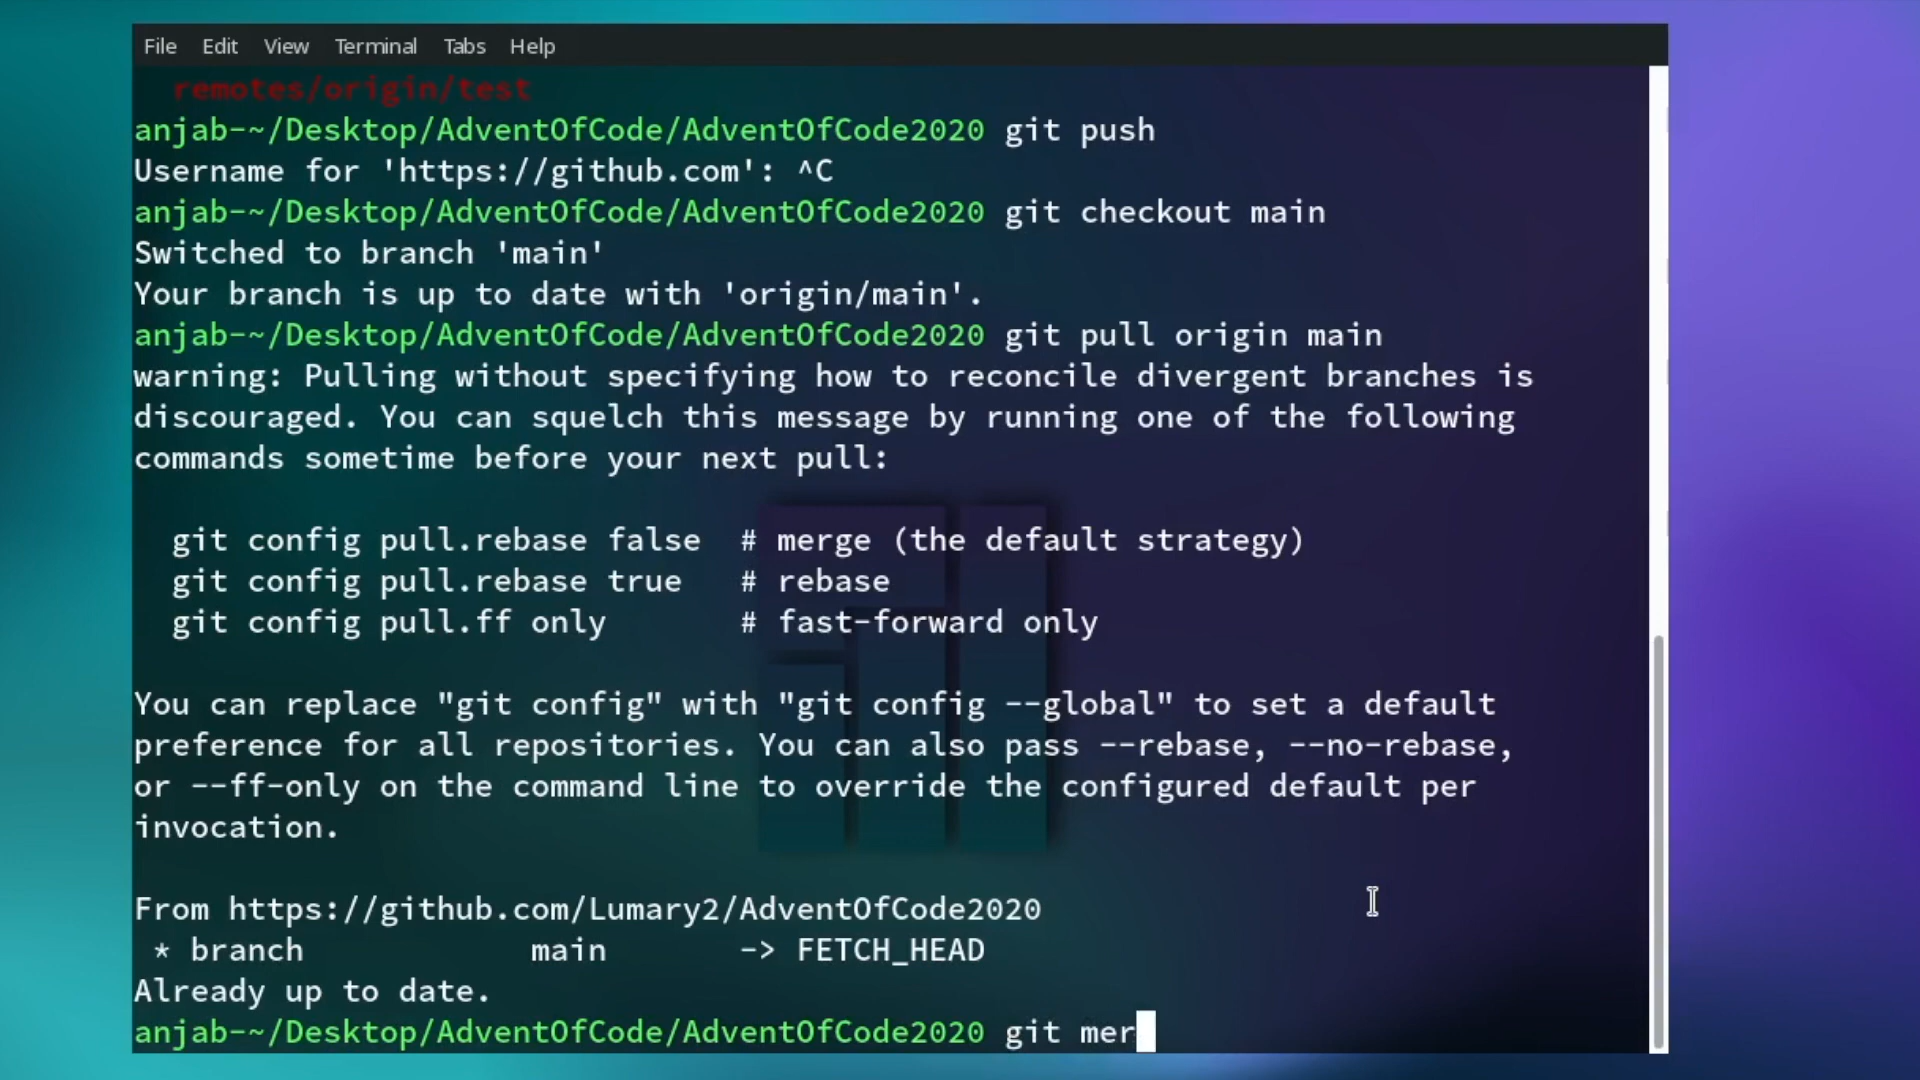 File Edit View Terminal Tabs Help
remotes/origin/test
anjab-~/Desktop/AdventOfCode/AdventOfCode2020 git push
Username for 'https://github.com': ^C
anjab-~/Desktop/AdventOfCode/AdventOfCode2020 git checkout main
Switched to branch 'main'
Your branch is up to date with 'origin/main'.
anjab-~/Desktop/AdventOfCode/AdventOfCode2020 git pull origin main
warning: Pulling without specifying how to reconcile divergent branches is
discouraged. You can squelch this message by running one of the following
commands sometime before your next pull:
git config pull.rebase false # merge (the default strategy)
git config pull.rebase true # rebase
git config pull.ff only # fast-forward only
You can replace "git config" with "git config --global" to set a default
preference for all repositories. You can also pass --rebase, --no-rebase,
or --ff-only on the command line to override the configured default per
invocation.
From https://github.com/Lumary2/AdventOfCode2020
* branch main -> FETCH_HEAD
Already up to date.
anjab-~/Desktop/AdventOfCode/AdventOfCode2020 git mer